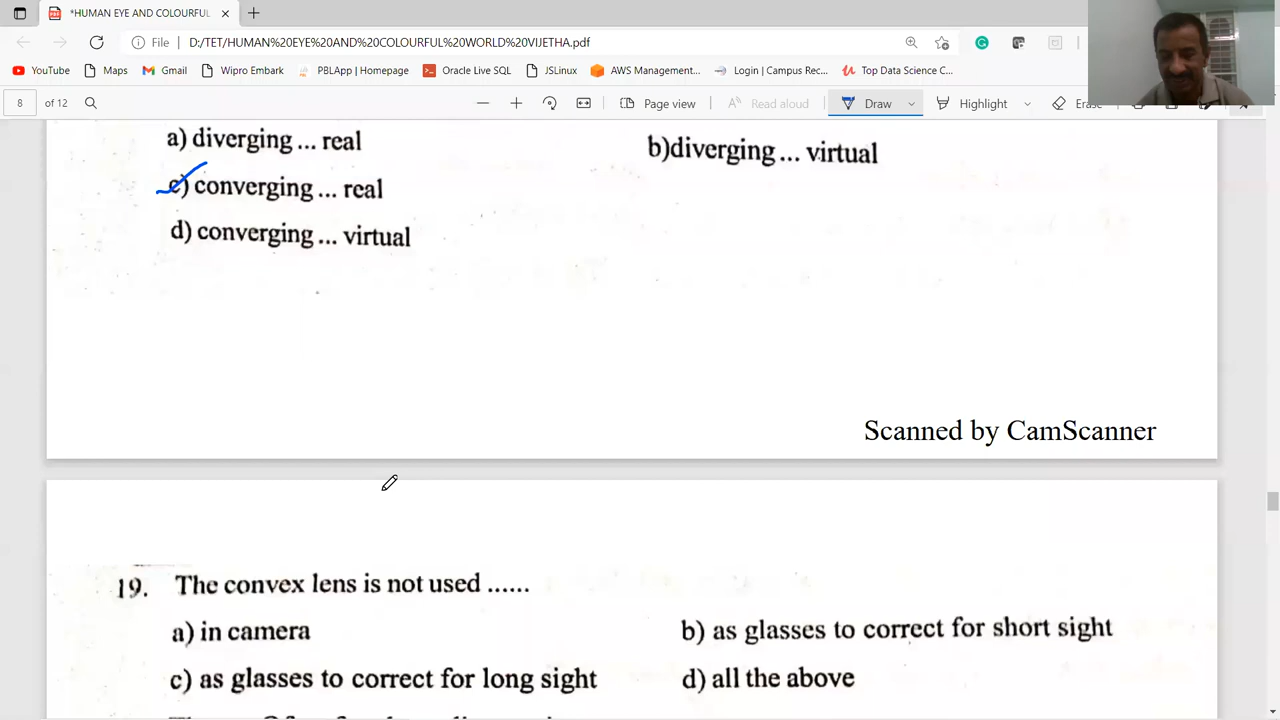 *HUMAN EYE AND COLOURFUL
File D:/TET/HUMAN%20EYE%20AND%20COLOURFUL%20WORLD
JETHA.pdf
YouTube Maps Gmail Wipro Embark PBLApp | Homepage Oracle Live SQL JSLinux AWS Management... Login | Campus Rec... Top Data Science C...
8 of 12 Page view Read aloud Draw Highlight
a) diverging ... real
b)diverging ... virtual
c) converging ... real
d) converging ... virtual
Scanned by CamScanner
19. The convex lens is not used ......
a) in camera
b) as glasses to correct for short sight
c) as glasses to correct for long sight
d) all the above